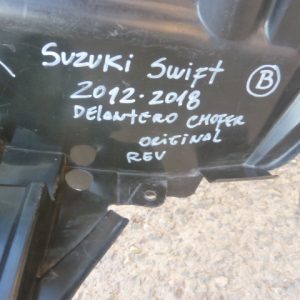 SUZUKi Swift
B
2012-2018
DELANTERO CHOFER
ORIGINAL
REV